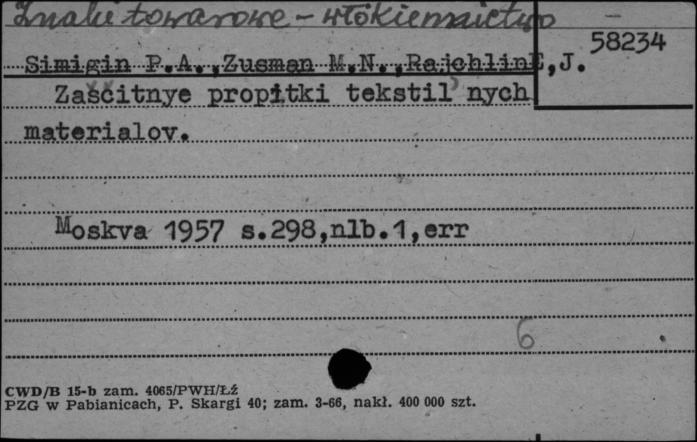 Znaki towarowe – włókiennictwo
58234
Simigin P.A.,Zusman M.N.,Rajchlin E,J.
Zaščitnye propitki tekstil'nych
materialov.
Moskva 1957 s.298,nlb.1,err
6
CWD/B 15-b zam. 4065/PWH/Łź
PZG w Pabianicach, P. Skargi 40; zam. 3-66, nakł. 400 000 szt.